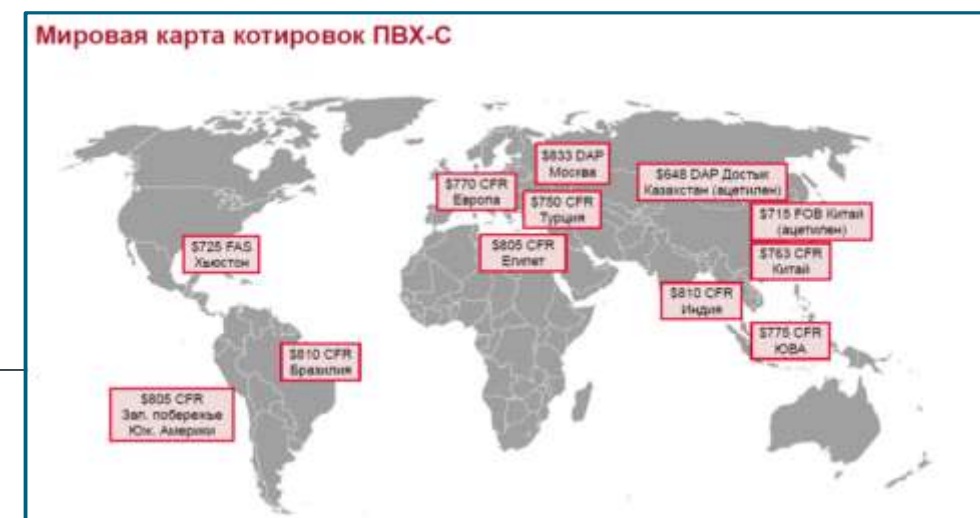 Мировая карта котировок ПВХ-С
$833 DAP
Москва
$648 DAP Достык
Казахстан (ацетилен)
$770 CFR
Европа
$750 CFR
Турция
$715 FOB Китай
(ацетилен)
$725 FAS
Хьюстон
$805 CFR
Египет
$763 CFR
Китай
$810 CFR
Индия
$775 CFR
ЮВА
$810 CFR
Бразилия
$805 CFR
Зап. побережье
Юж. Америки